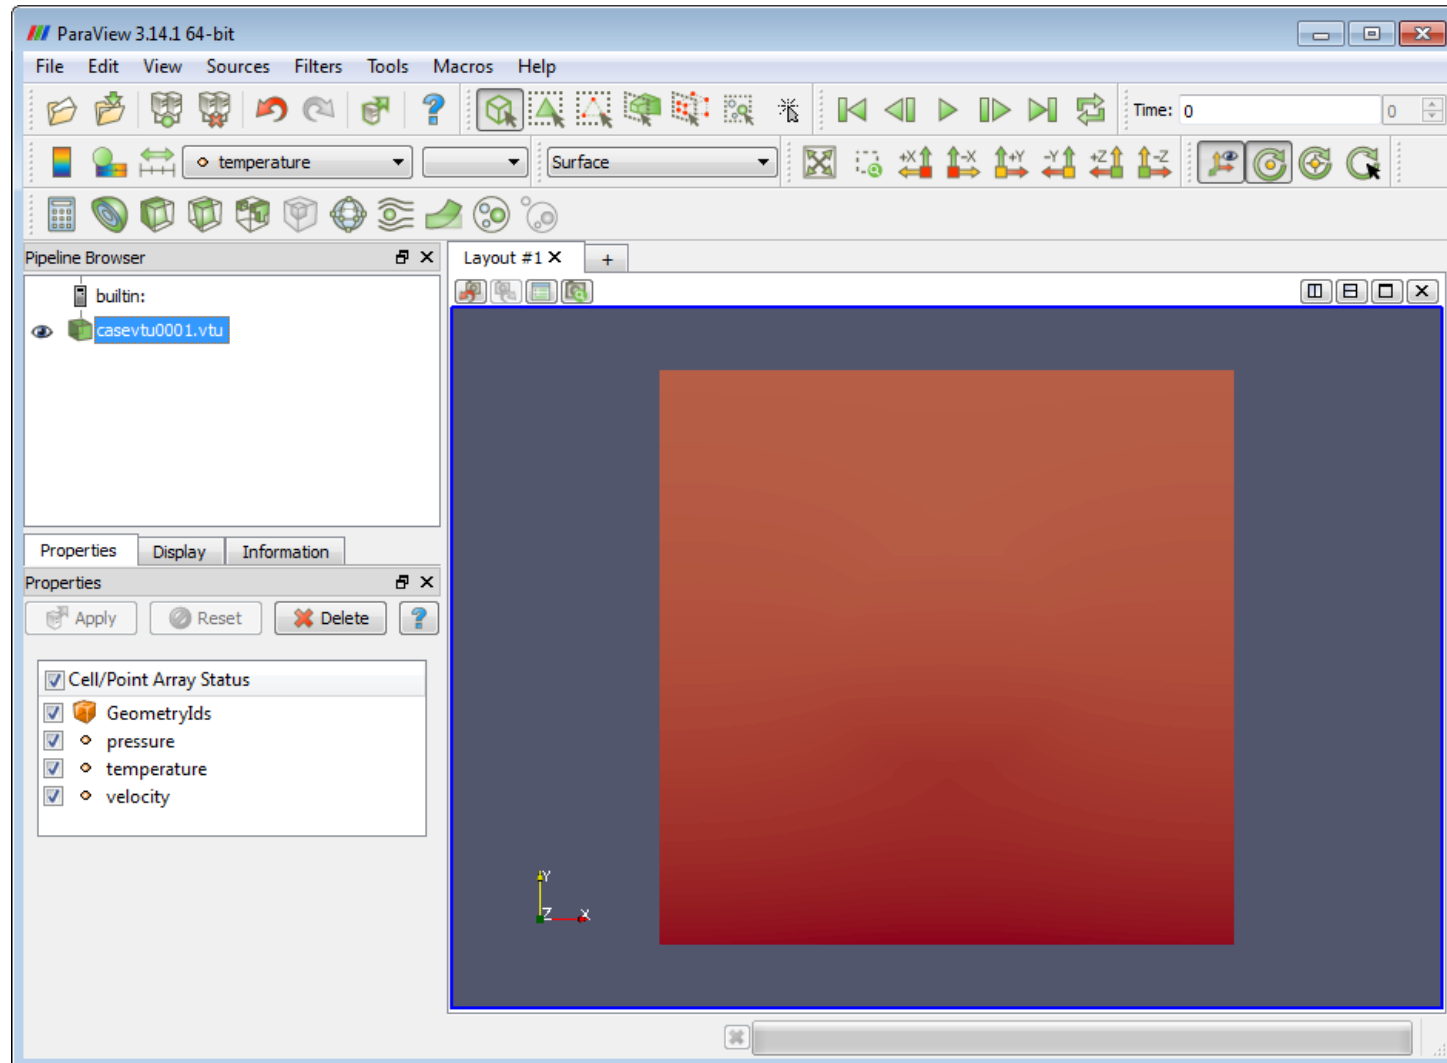 ParaView 3.14.1 64-bit
File Edit View Sources Filters Tools Macros Help
? Time: 0 0
temperature Surface +X -X +Y -Y +Z -Z
Pipeline Browser
Layout #1 X +
builtin:
casevtu0001.vtu
Properties Display Information
Properties
Apply Reset Delete ?
Cell/Point Array Status
GeometryIds
pressure
temperature
velocity
Y
Z X